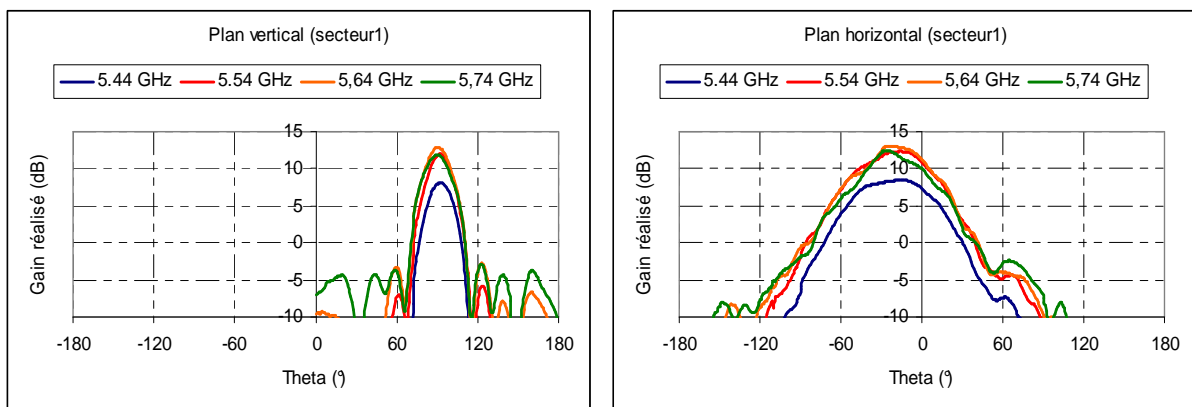 Plan vertical (secteur1)
5.44 GHz 5.54 GHz 5,64 GHz 5,74 GHz
15
10
5
0
-5
-10
-180 -120 -60 0 60 120 180
Gain réalisé (dB)
Theta (°)
Plan horizontal (secteur1)
5.44 GHz 5.54 GHz 5,64 GHz 5,74 GHz
15
10
5
0
-5
-10
-180 -120 -60 0 60 120 180
Gain réalisé (dB)
Theta (°)